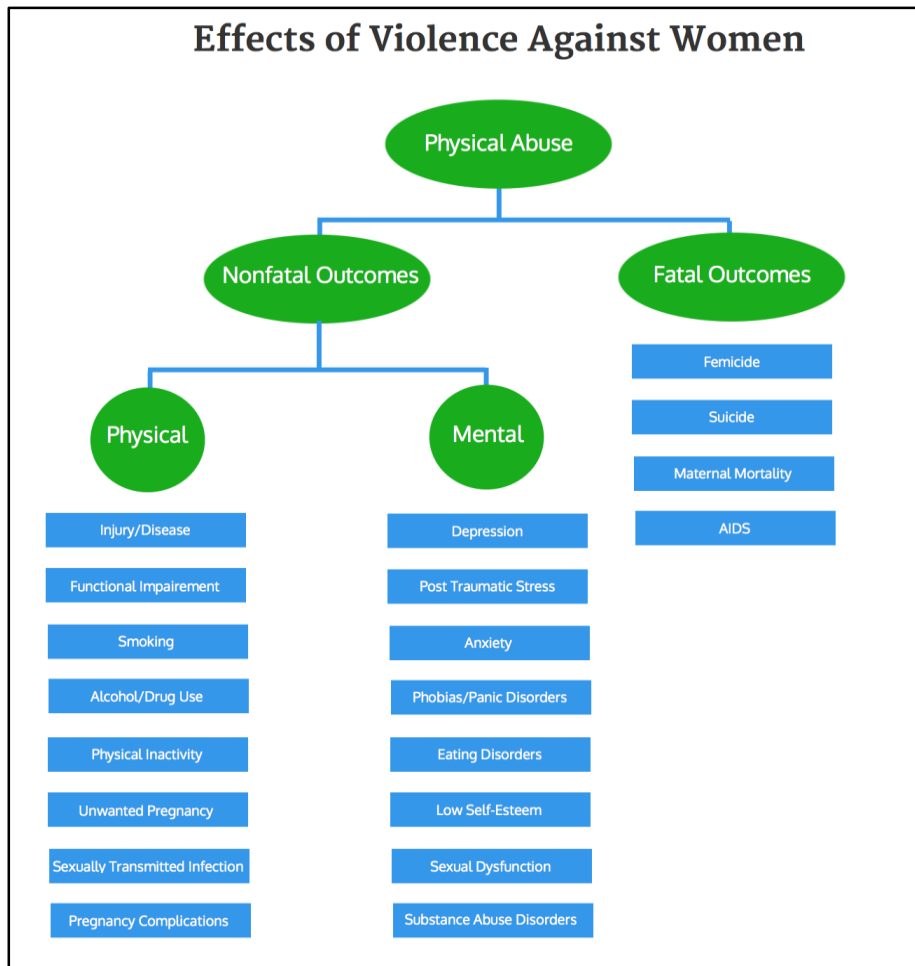 Effects of Violence Against Women
Physical Abuse
Nonfatal Outcomes
Fatal Outcomes
Femicide
Suicide
Maternal Mortality
AIDS
Physical
Injury/Disease
Functional Impairement
Smoking
Alcohol/Drug Use
Physical Inactivity
Unwanted Pregnancy
Sexually Transmitted Infection
Pregnancy Complications
Mental
Depression
Post Traumatic Stress
Anxiety
Phobias/Panic Disorders
Eating Disorders
Low Self-Esteem
Sexual Dysfunction
Substance Abuse Disorders